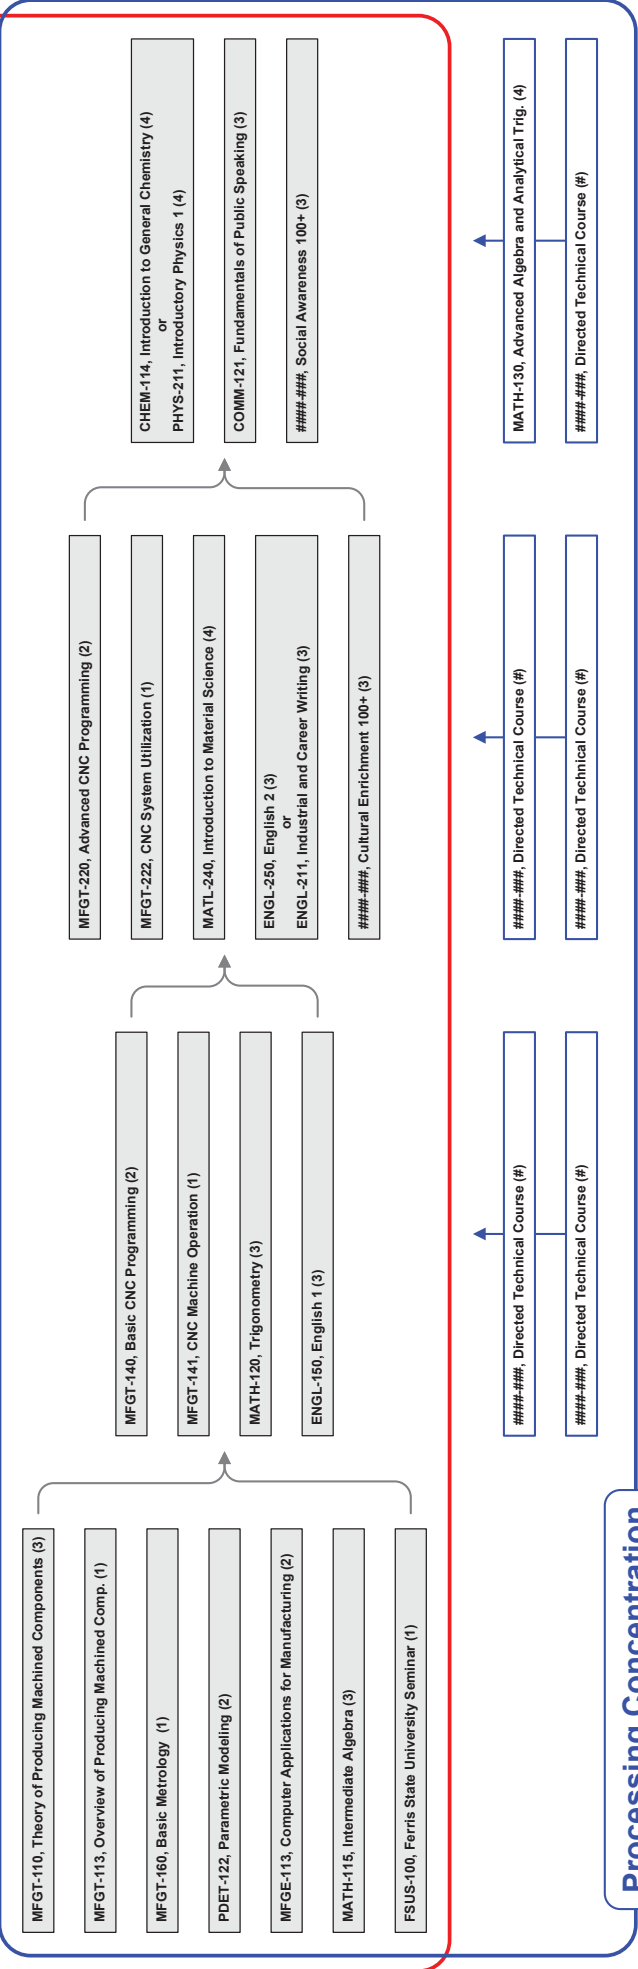 MFGT-110, Theory of Producing Machined Components (3)
MFGT-113, Overview of Producing Machined Comp. (1)
MFGT-160, Basic Metrology (1)
PDET-122, Parametric Modeling (2)
MFGE-113, Computer Applications for Manufacturing (2)
MATH-115, Intermediate Algebra (3)
FSUS-100, Ferris State University Seminar (1)
MFGT-140, Basic CNC Programming (2)
MFGT-141, CNC Machine Operation (1)
MATH-120, Trigonometry (3)
ENGL-150, English 1 (3)
####-###, Directed Technical Course (#)
####-###, Directed Technical Course (#)
MFGT-220, Advanced CNC Programming (2)
MFGT-222, CNC System Utilization (1)
MATL-240, Introduction to Material Science (4)
ENGL-250, English 2 (3)
or
ENGL-211, Industrial and Career Writing (3)
####-###, Cultural Enrichment 100+ (3)
####-###, Directed Technical Course (#)
####-###, Directed Technical Course (#)
CHEM-114, Introduction to General Chemistry (4)
or
PHYS-211, Introductory Physics 1 (4)
COMM-121, Fundamentals of Public Speaking (3)
####-###, Social Awareness 100+ (3)
MATH-130, Advanced Algebra and Analytical Trig. (4)
####-###, Directed Technical Course (#)
Processing Concentration